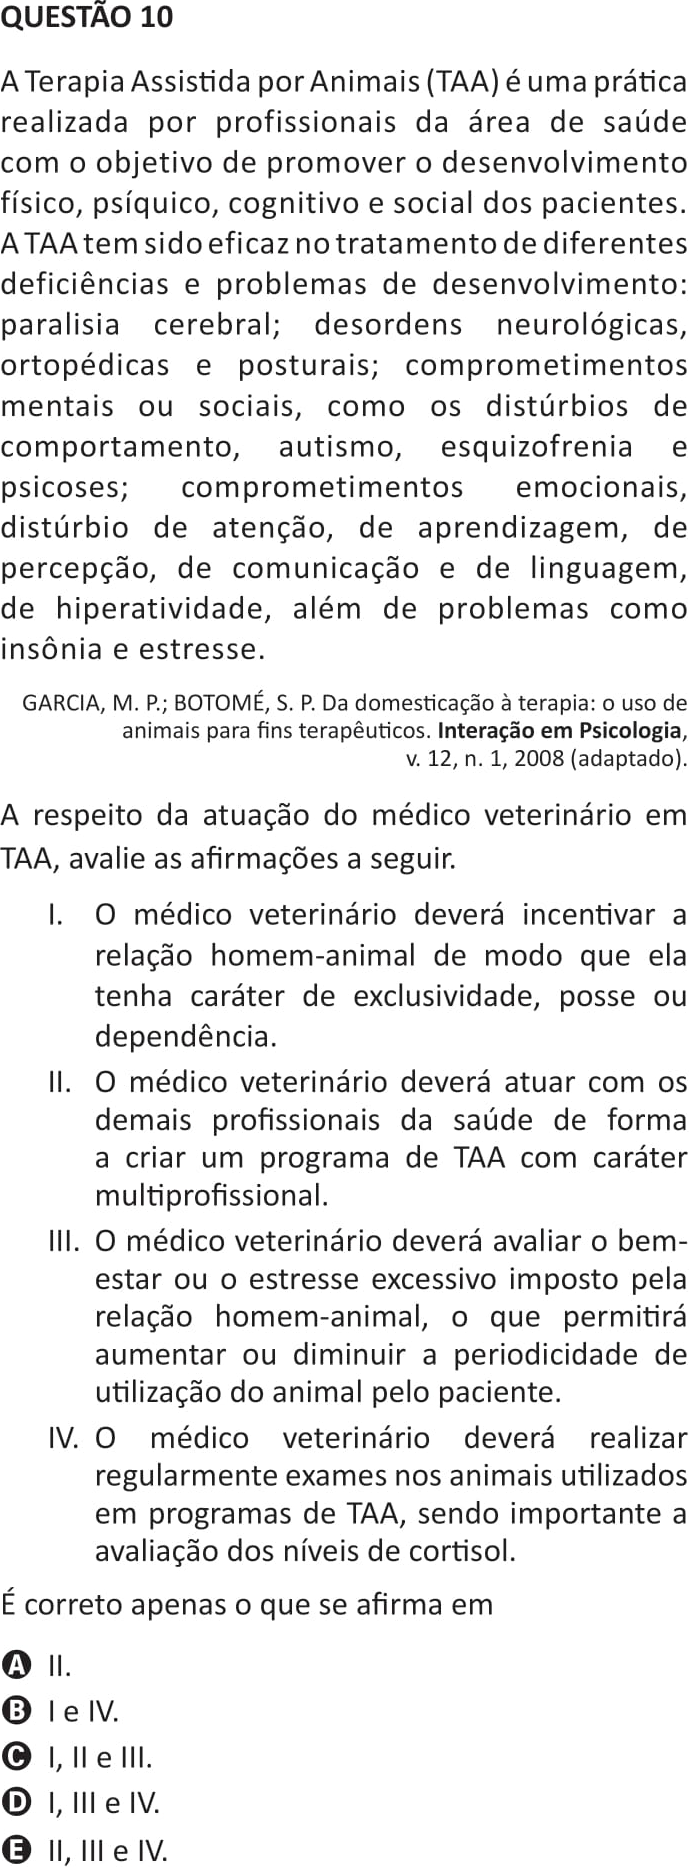 QUESTÃO 10
A Terapia Assistida por Animais (TAA) é uma prática
realizada por profissionais da área de saúde
com o objetivo de promover o desenvolvimento
físico, psíquico, cognitivo e social dos pacientes.
A TAA tem sido eficaz no tratamento de diferentes
deficiências e problemas de desenvolvimento:
paralisia cerebral; desordens neurológicas,
ortopédicas e posturais; comprometimentos
mentais ou sociais, como os distúrbios de
comportamento, autismo, esquizofrenia e
psicoses; comprometimentos emocionais,
distúrbio de atenção, de aprendizagem, de
percepção, de comunicação e de linguagem,
de hiperatividade, além de problemas como
insônia e estresse.
GARCIA, M. P.; BOTOMÉ, S. P. Da domesticação à terapia: o uso de
animais para fins terapêuticos. Interação em Psicologia,
v. 12, n. 1, 2008 (adaptado).
A respeito da atuação do médico veterinário em
TAA, avalie as afirmações a seguir.
I. O médico veterinário deverá incentivar a
relação homem-animal de modo que ela
tenha caráter de exclusividade, posse ou
dependência.
II. O médico veterinário deverá atuar com os
demais profissionais da saúde de forma
a criar um programa de TAA com caráter
multiprofissional.
III. O médico veterinário deverá avaliar o bem-
estar ou o estresse excessivo imposto pela
relação homem-animal, o que permitirá
aumentar ou diminuir a periodicidade de
utilização do animal pelo paciente.
IV. O médico veterinário deverá realizar
regularmente exames nos animais utilizados
em programas de TAA, sendo importante a
avaliação dos níveis de cortisol.
É correto apenas o que se afirma em
A II.
B I e IV.
C I, II e III.
D I, III e IV.
E II, III e IV.